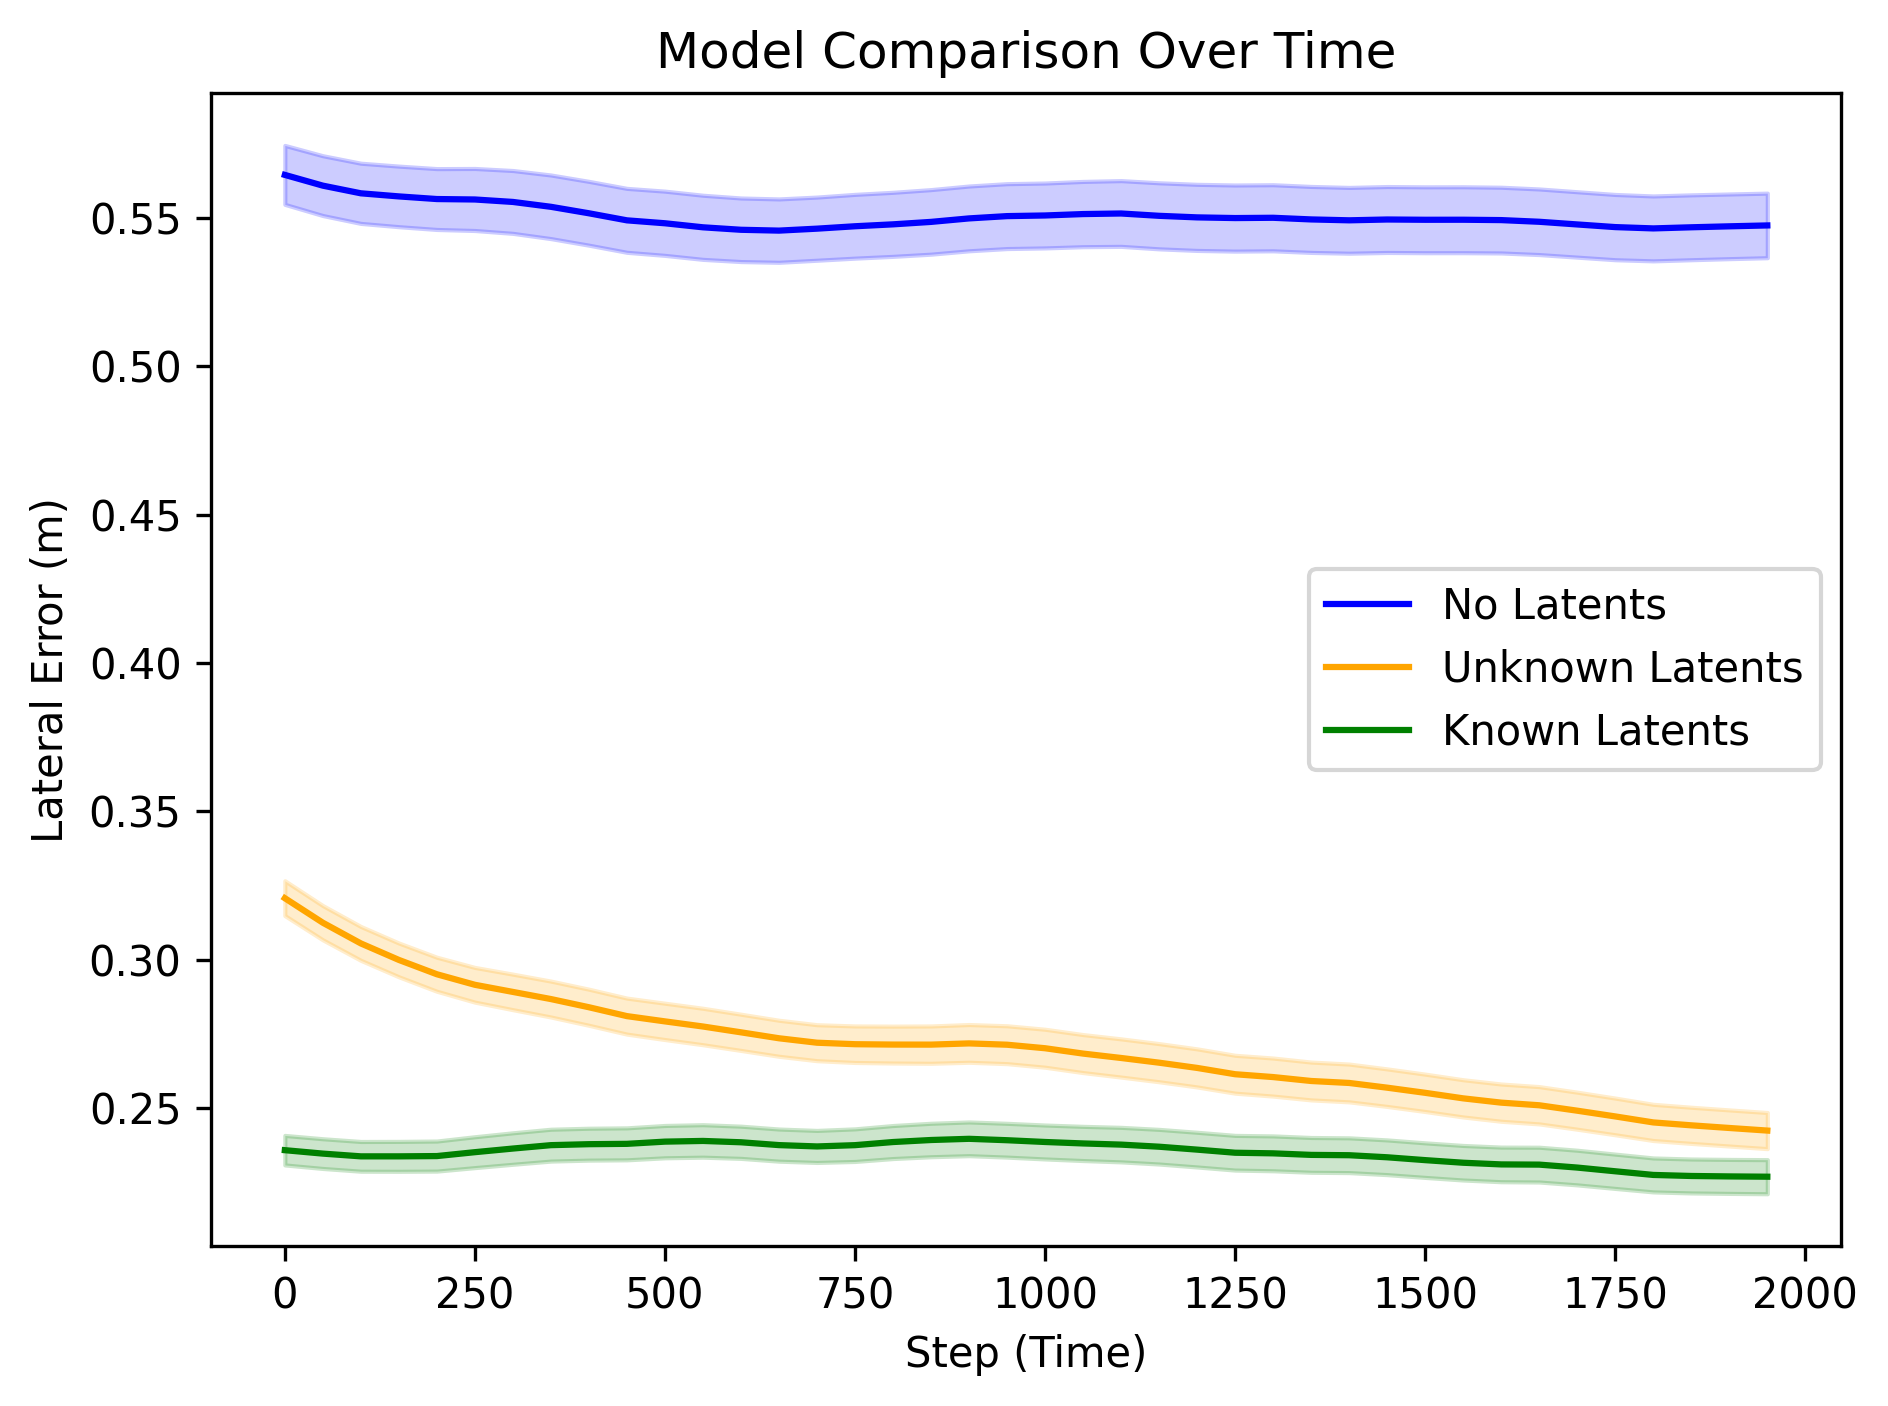 Model Comparison Over Time
Lateral Error (m)
0.55
0.50
0.45
0.40
0.35
0.30
0.25
No Latents
Unknown Latents
Known Latents
0 250 500 750 1000 1250 1500 1750 2000
Step (Time)